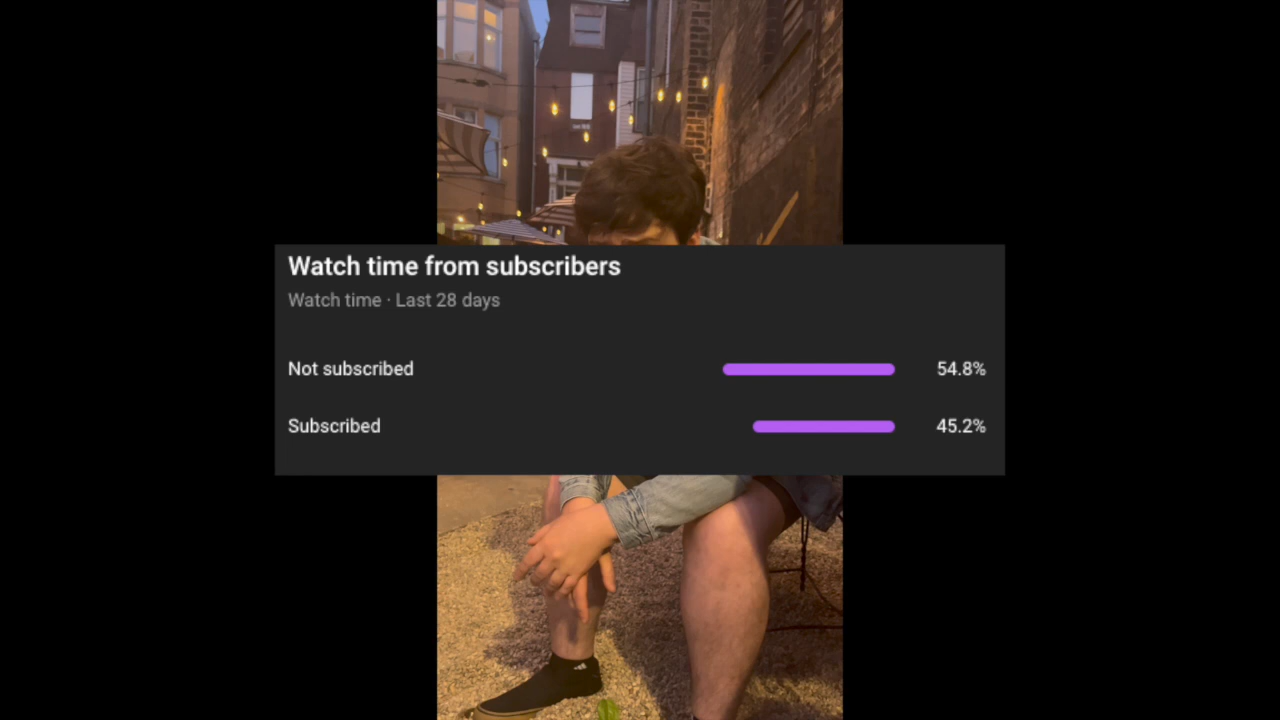 Watch time from subscribers
Watch time · Last 28 days
Not subscribed 54.8%
Subscribed 45.2%